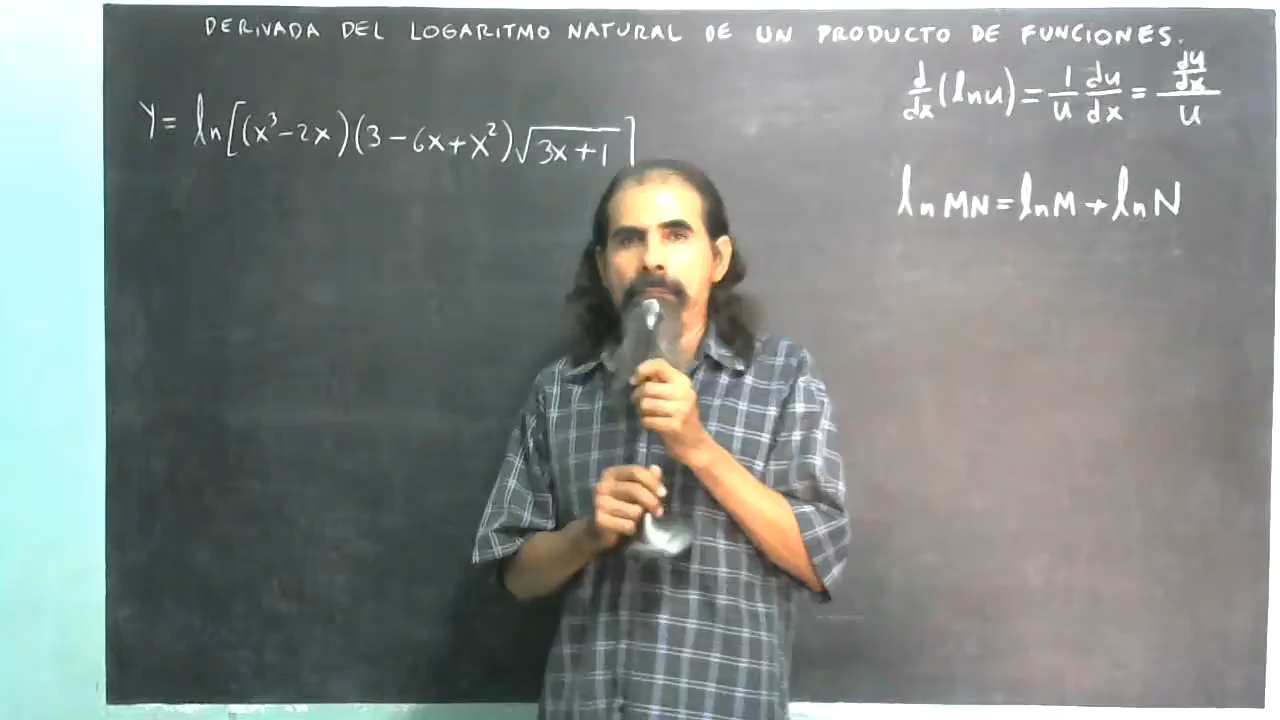 DERIVADA DEL LOGARITMO NATURAL DE UN PRODUCTO DE FUNCIONES.
y = ln[(x³-2x)(3-6x+x²)√(3x+1)]
d/dx (ln u) = 1/u du/dx = (du/dx)/u
ln MN = ln M + ln N